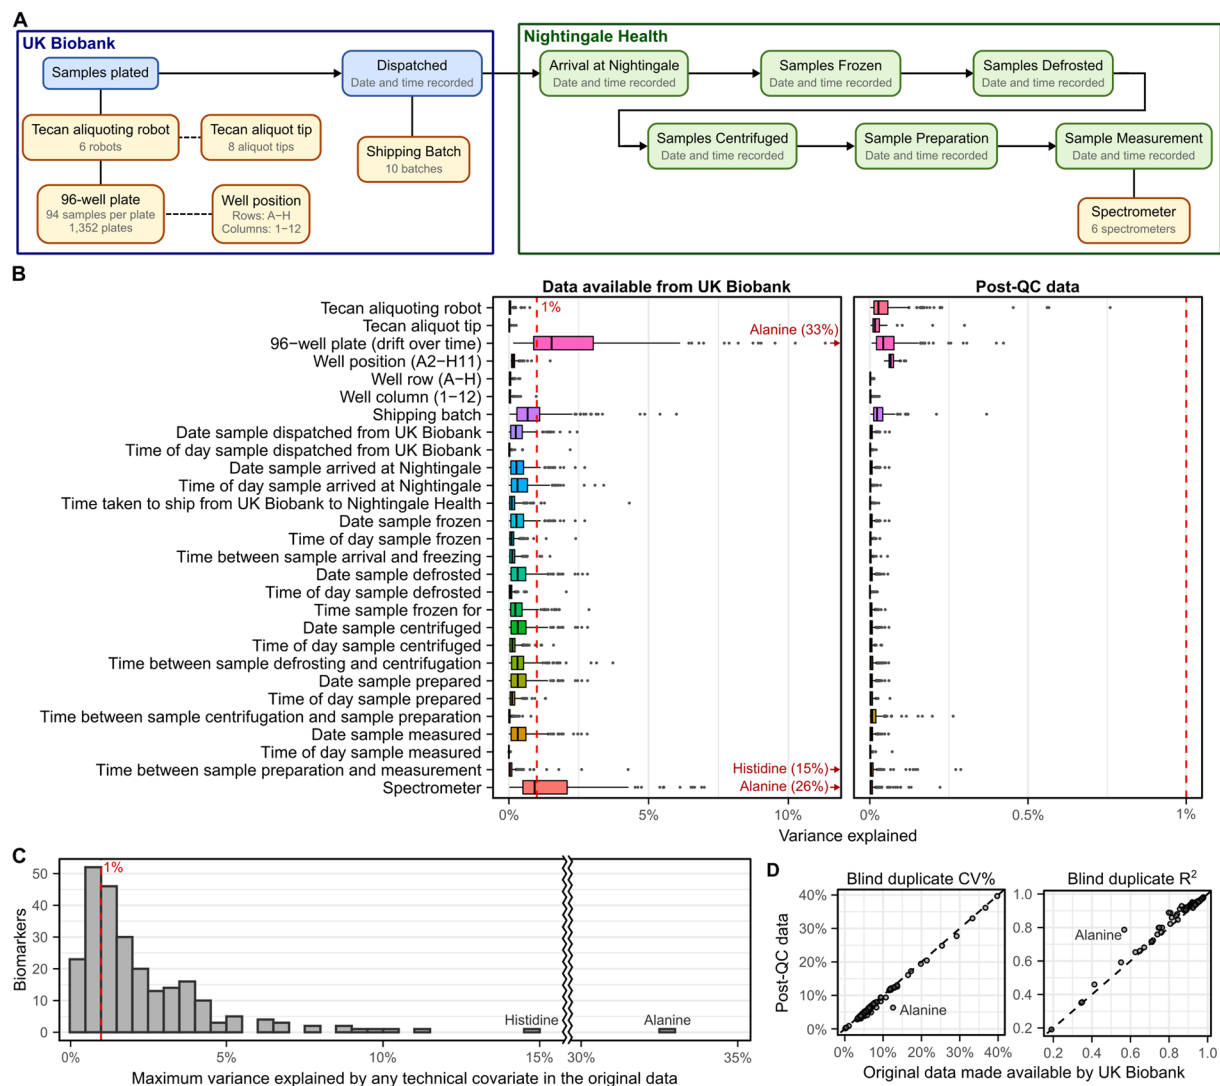 A
UK Biobank
Samples plated
Dispatched
Date and time recorded
Tecan aliquoting robot
6 robots
Tecan aliquot tip
8 aliquot tips
Shipping Batch
10 batches
96-well plate
94 samples per plate
1,352 plates
Well position
Rows: A−H
Columns: 1−12
Nightingale Health
Arrival at Nightingale
Date and time recorded
Samples Frozen
Date and time recorded
Samples Defrosted
Date and time recorded
Samples Centrifuged
Date and time recorded
Sample Preparation
Date and time recorded
Sample Measurement
Date and time recorded
Spectrometer
6 spectrometers
B
Data available from UK Biobank
Post-QC data
Tecan aliquoting robot
1%
Tecan aliquot tip
Alanine (33%)
96−well plate (drift over time)
Well position (A2−H11)
Well row (A−H)
Well column (1−12)
Shipping batch
Date sample dispatched from UK Biobank
Time of day sample dispatched from UK Biobank
Date sample arrived at Nightingale
Time of day sample arrived at Nightingale
Time taken to ship from UK Biobank to Nightingale Health
Date sample frozen
Time of day sample frozen
Time between sample arrival and freezing
Date sample defrosted
Time of day sample defrosted
Time sample frozen for
Date sample centrifuged
Time of day sample centrifuged
Time between sample defrosting and centrifugation
Date sample prepared
Time of day sample prepared
Time between sample centrifugation and sample preparation
Date sample measured
Time of day sample measured
Time between sample preparation and measurement
Histidine (15%)
Spectrometer
Alanine (26%)
0% 5% 10%
0% 0.5% 1%
Variance explained
C
1%
Biomarkers
50
40
30
20
10
0
Histidine
Alanine
0% 5% 10% 15% 30% 35%
Maximum variance explained by any technical covariate in the original data
D
Blind duplicate CV%
Blind duplicate R²
Post-QC data
40%
30%
20%
10%
0%
Alanine
0% 10% 20% 30% 40%
1.0
0.8
0.6
0.4
0.2
Alanine
0.2 0.4 0.6 0.8 1.0
Original data made available by UK Biobank